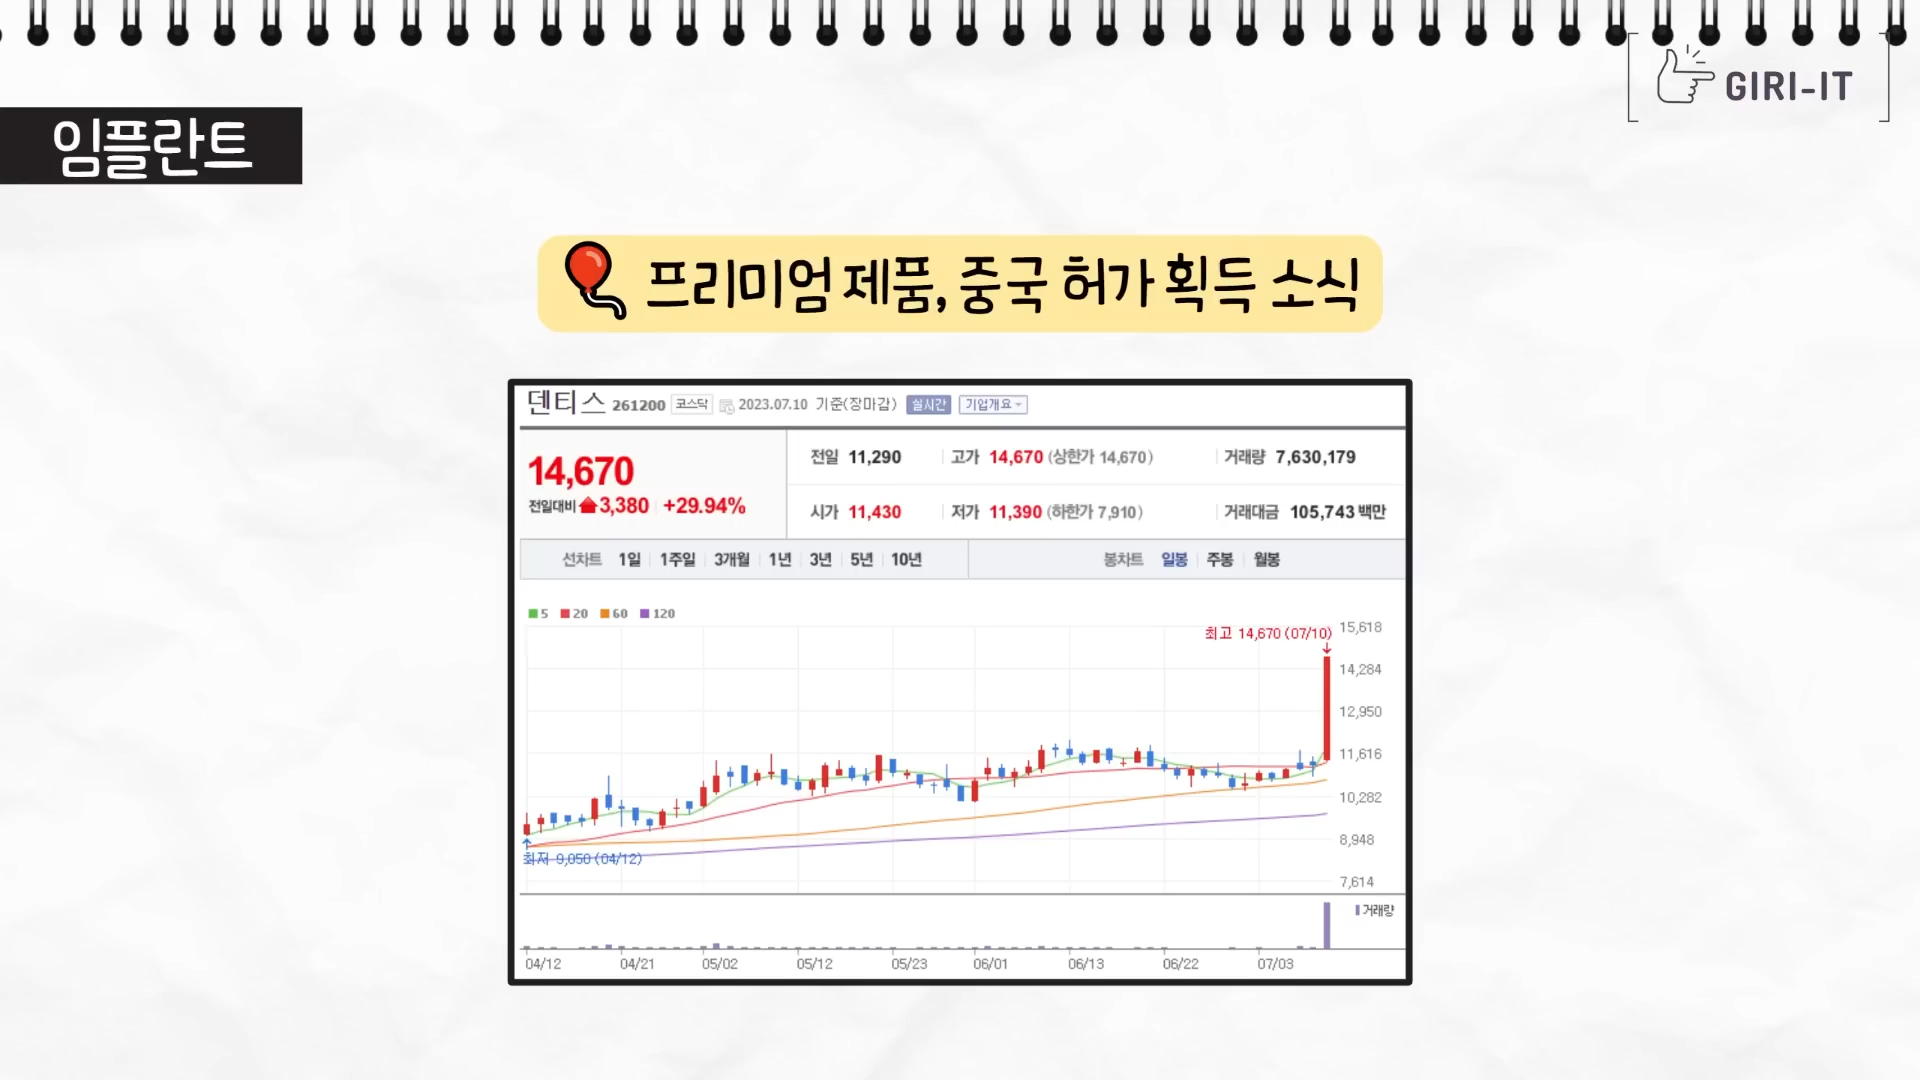 GIRI-IT
임플란트
프리미엄 제품, 중국 허가 획득 소식
덴티스 261200 코스닥 2023.07.10 기준(장마감) 실시간 기업개요
14,670
전일대비 3,380 +29.94%
전일 11,290 고가 14,670 (상한가 14,670) 거래량 7,630,179
시가 11,430 저가 11,390 (하한가 7,910) 거래대금 105,743 백만
선차트 1일 1주일 3개월 1년 3년 5년 10년 봉차트 일봉 주봉 월봉
5 20 60 120
최고 14,670 (07/10)
15,618
14,284
12,950
11,616
10,282
8,948
7,614
최저 9,050 (04/12)
거래량
04/12 04/21 05/02 05/12 05/23 06/01 06/13 06/22 07/03